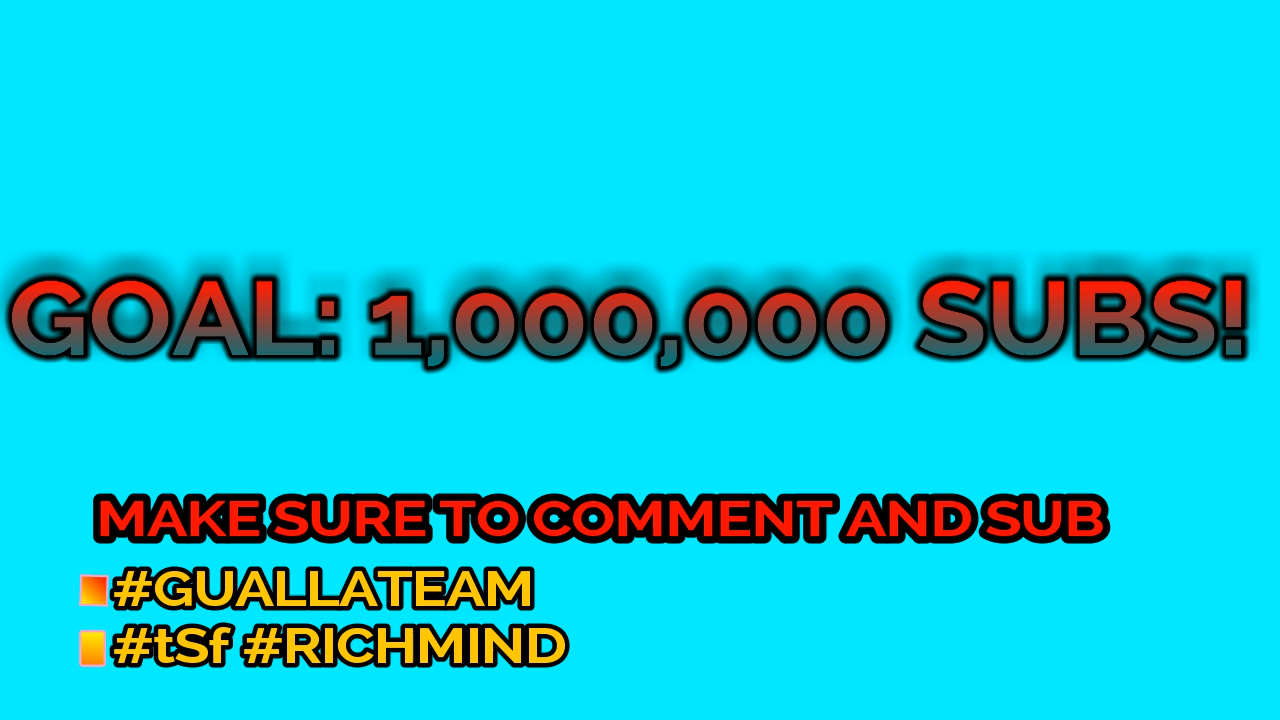 GOAL: 1,000,000 SUBS!
MAKE SURE TO COMMENT AND SUB
#GUALLATEAM
#tSf #RICHMIND